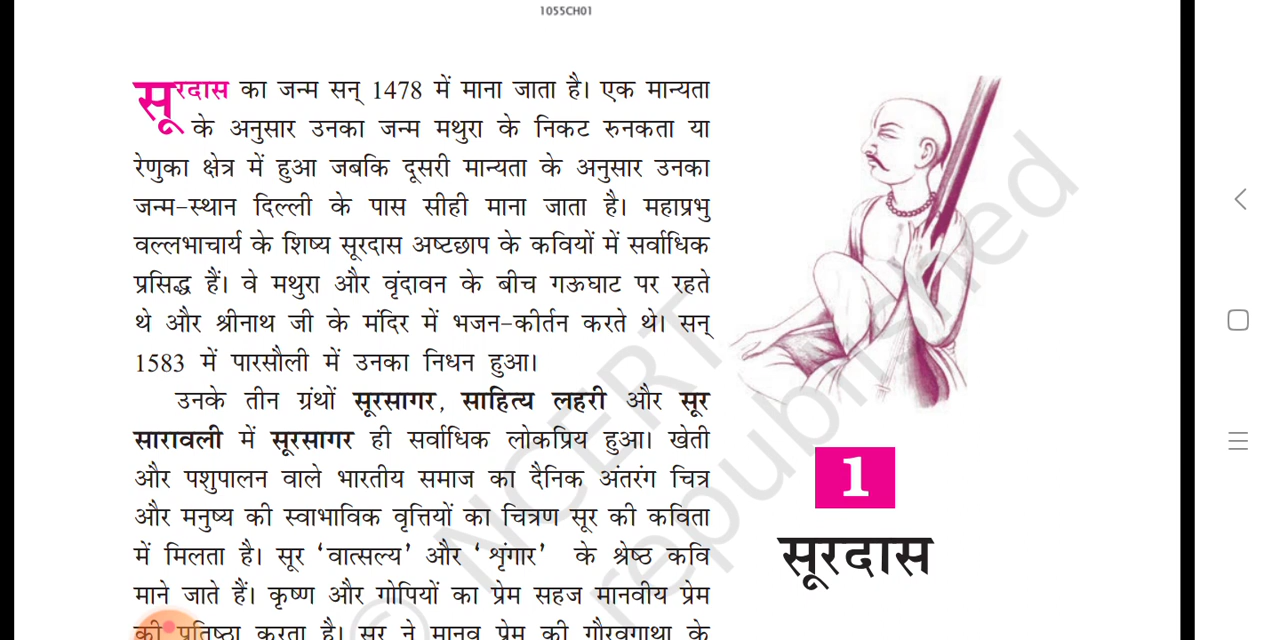 1055CH01
सूरदास का जन्म सन् 1478 में माना जाता है। एक मान्यता
के अनुसार उनका जन्म मथुरा के निकट रुनकता या
रेणुका क्षेत्र में हुआ जबकि दूसरी मान्यता के अनुसार उनका
जन्म-स्थान दिल्ली के पास सीही माना जाता है। महाप्रभु
वल्लभाचार्य के शिष्य सूरदास अष्टछाप के कवियों में सर्वाधिक
प्रसिद्ध हैं। वे मथुरा और वृंदावन के बीच गऊघाट पर रहते
थे और श्रीनाथ जी के मंदिर में भजन-कीर्तन करते थे। सन्
1583 में पारसौली में उनका निधन हुआ।
उनके तीन ग्रंथों सूरसागर, साहित्य लहरी और सूर
सारावली में सूरसागर ही सर्वाधिक लोकप्रिय हुआ। खेती
और पशुपालन वाले भारतीय समाज का दैनिक अंतरंग चित्र
और मनुष्य की स्वाभाविक वृत्तियों का चित्रण सूर की कविता
में मिलता है। सूर ‘वात्सल्य’ और ‘शृंगार’ के श्रेष्ठ कवि
माने जाते हैं। कृष्ण और गोपियों का प्रेम सहज मानवीय प्रेम
की प्रतिष्ठा करता है। सूर ने मानव प्रेम की गौरवगाथा के
1
सूरदास
© NCERT
republished